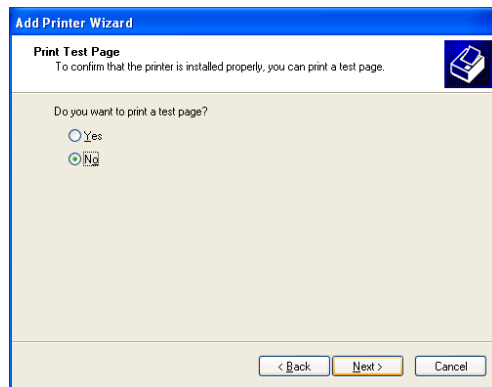 Add Printer Wizard
Print Test Page
To confirm that the printer is installed properly, you can print a test page.
Do you want to print a test page?
Yes
No
< Back
Next >
Cancel